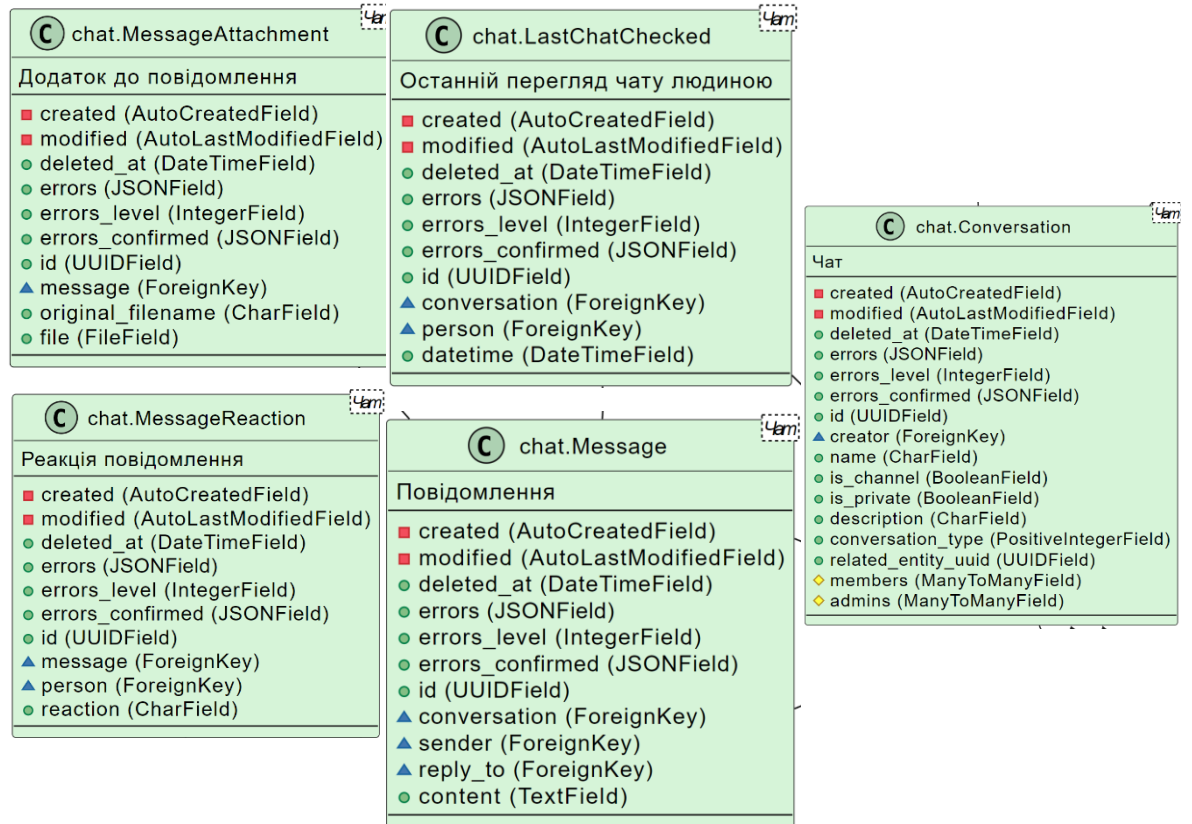 C chat.MessageAttachment
Чат
Додаток до повідомлення
created (AutoCreatedField)
modified (AutoLastModifiedField)
deleted_at (DateTimeField)
errors (JSONField)
errors_level (IntegerField)
errors_confirmed (JSONField)
id (UUIDField)
message (ForeignKey)
original_filename (CharField)
file (FileField)
C chat.LastChatChecked
Чат
Останній перегляд чату людиною
created (AutoCreatedField)
modified (AutoLastModifiedField)
deleted_at (DateTimeField)
errors (JSONField)
errors_level (IntegerField)
errors_confirmed (JSONField)
id (UUIDField)
conversation (ForeignKey)
person (ForeignKey)
datetime (DateTimeField)
C chat.MessageReaction
Чат
Реакція повідомлення
created (AutoCreatedField)
modified (AutoLastModifiedField)
deleted_at (DateTimeField)
errors (JSONField)
errors_level (IntegerField)
errors_confirmed (JSONField)
id (UUIDField)
message (ForeignKey)
person (ForeignKey)
reaction (CharField)
C chat.Message
Чат
Повідомлення
created (AutoCreatedField)
modified (AutoLastModifiedField)
deleted_at (DateTimeField)
errors (JSONField)
errors_level (IntegerField)
errors_confirmed (JSONField)
id (UUIDField)
conversation (ForeignKey)
sender (ForeignKey)
reply_to (ForeignKey)
content (TextField)
C chat.Conversation
Чат
Чат
created (AutoCreatedField)
modified (AutoLastModifiedField)
deleted_at (DateTimeField)
errors (JSONField)
errors_level (IntegerField)
errors_confirmed (JSONField)
id (UUIDField)
creator (ForeignKey)
name (CharField)
is_channel (BooleanField)
is_private (BooleanField)
description (CharField)
conversation_type (PositiveIntegerField)
related_entity_uuid (UUIDField)
members (ManyToManyField)
admins (ManyToManyField)